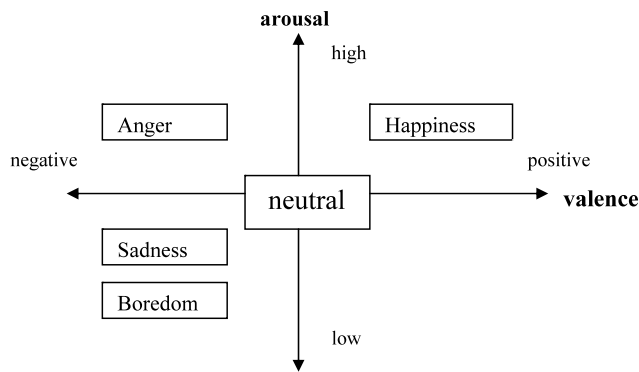 arousal
high
Anger
Happiness
negative
positive
neutral
valence
Sadness
Boredom
low